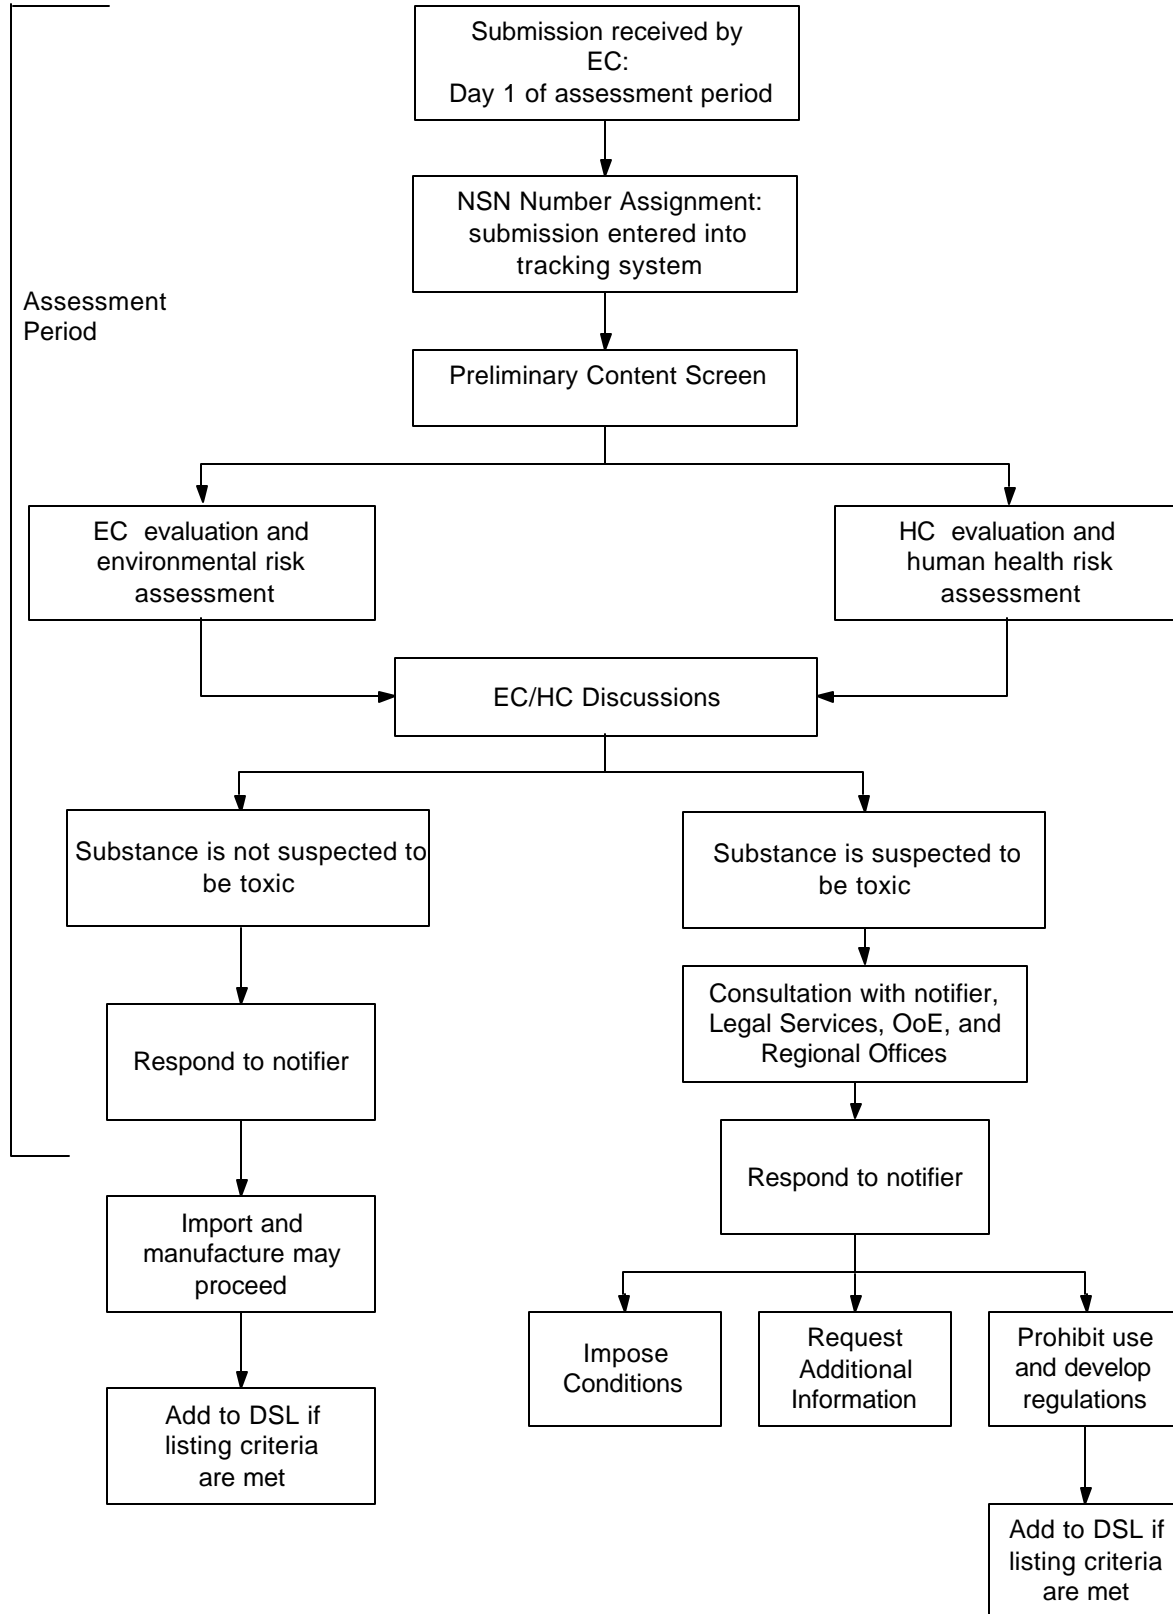 Submission received by
EC:
Day 1 of assessment period
NSN Number Assignment:
submission entered into
tracking system
Assessment
Period
Preliminary Content Screen
EC evaluation and
environmental risk
assessment
HC evaluation and
human health risk
assessment
EC/HC Discussions
Substance is not suspected to
be toxic
Substance is suspected to
be toxic
Consultation with notifier,
Legal Services, OoE, and
Regional Offices
Respond to notifier
Respond to notifier
Import and
manufacture may
proceed
Impose
Conditions
Request
Additional
Information
Prohibit use
and develop
regulations
Add to DSL if
listing criteria
are met
Add to DSL if
listing criteria
are met